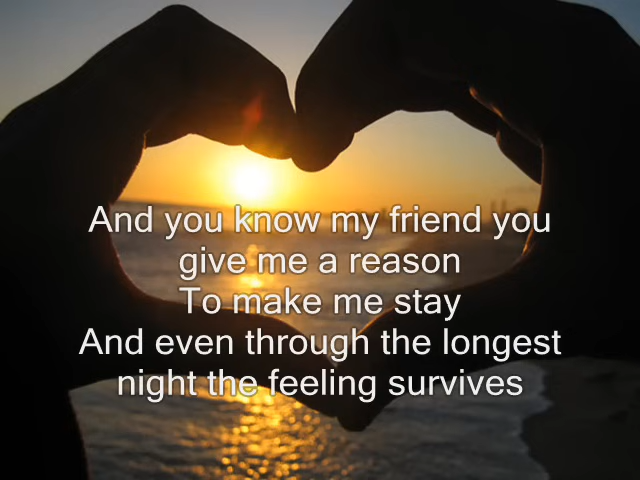 And you know my friend you
give me a reason
To make me stay
And even through the longest
night the feeling survives